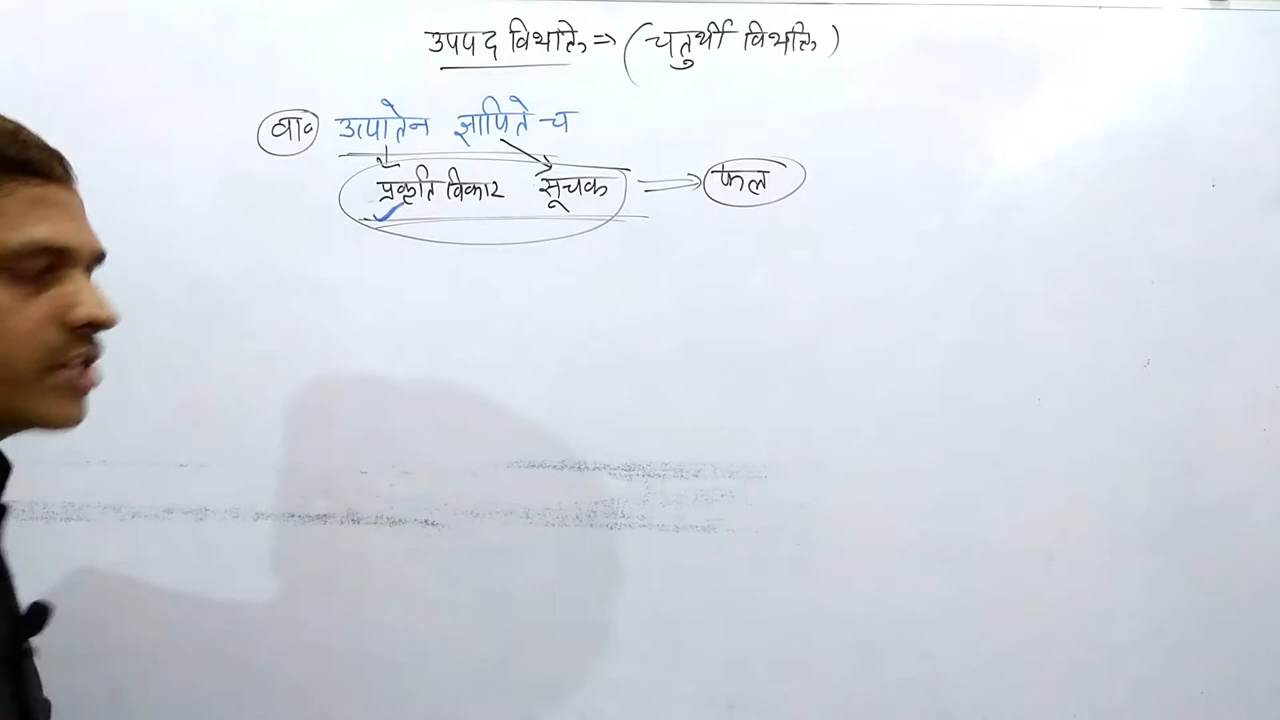 उपपद विभक्ति ⇒ (चतुर्थी विभक्ति)
वा० उत्पातेन ज्ञापिते च
प्रकृति विकार सूचक ⇒ फल